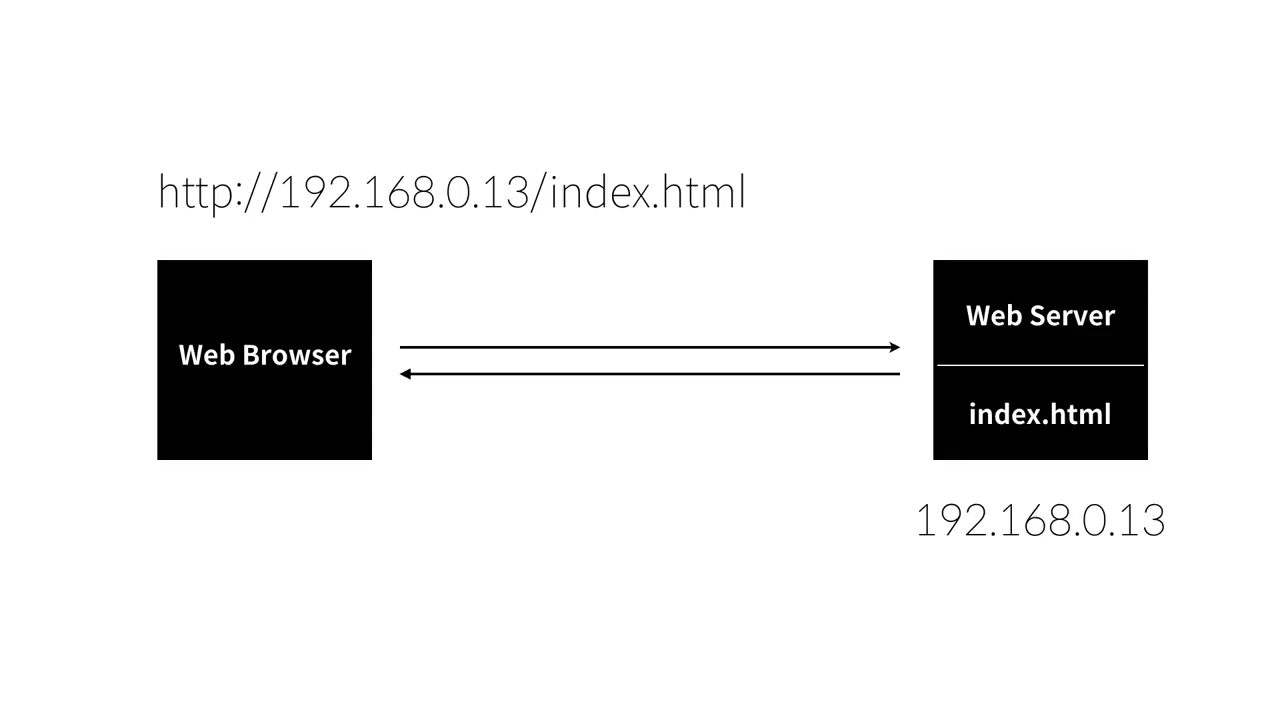 http://192.168.0.13/index.html
Web Browser
Web Server
index.html
192.168.0.13